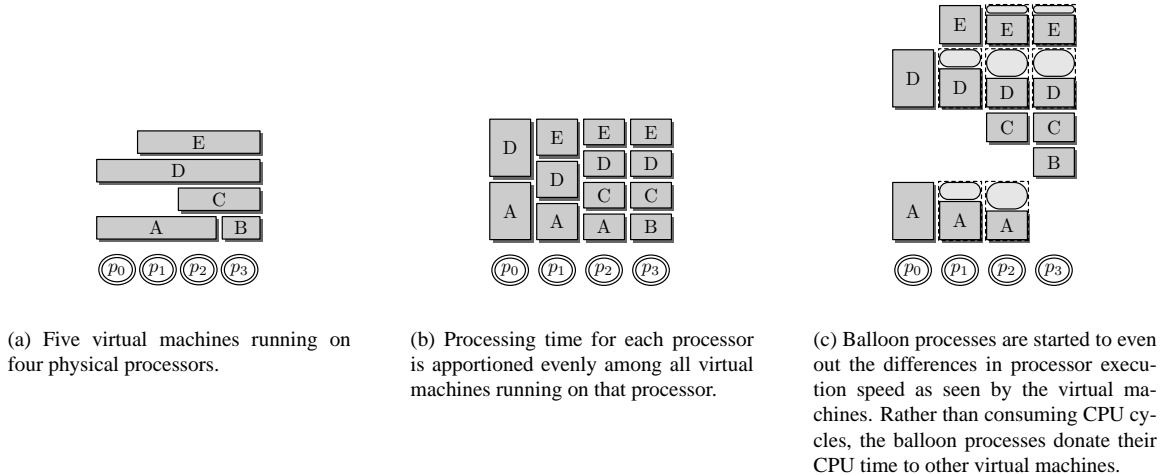 E
D
C
A B
p0 p1 p2 p3
(a) Five virtual machines running on
four physical processors.
D E E E
D D D
A A C C
A B
p0 p1 p2 p3
(b) Processing time for each processor
is apportioned evenly among all virtual
machines running on that processor.
E E E
D D D D
C C
B
A A A
p0 p1 p2 p3
(c) Balloon processes are started to even
out the differences in processor execu-
tion speed as seen by the virtual ma-
chines. Rather than consuming CPU cy-
cles, the balloon processes donate their
CPU time to other virtual machines.